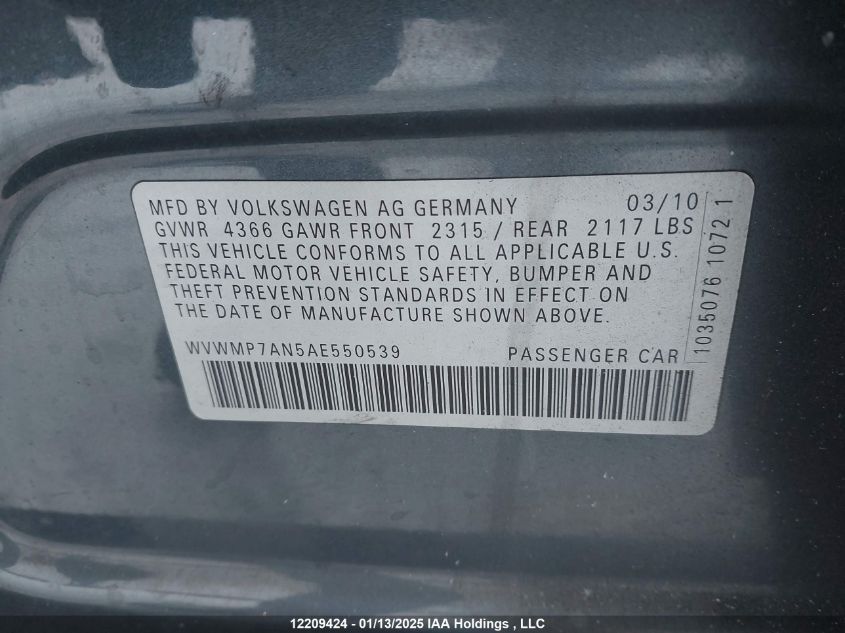 MFD BY VOLKSWAGEN AG GERMANY 03/10
GVWR 4366 GAWR FRONT 2315 / REAR 2117 LBS
THIS VEHICLE CONFORMS TO ALL APPLICABLE U.S.
FEDERAL MOTOR VEHICLE SAFETY, BUMPER AND
THEFT PREVENTION STANDARDS IN EFFECT ON
THE DATE OF MANUFACTURE SHOWN ABOVE.
WVWMP7AN5AE550539 PASSENGER CAR
1035076 10721
12209424 - 01/13/2025 IAA Holdings , LLC